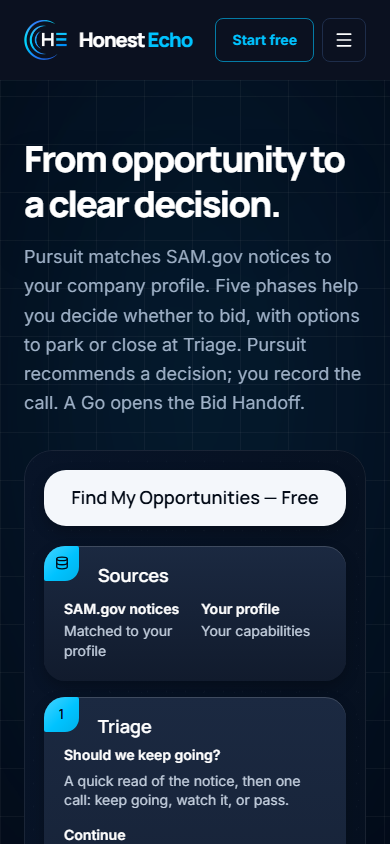 HE Honest Echo
Start free
From opportunity to
a clear decision.
Pursuit matches SAM.gov notices to
your company profile. Five phases help
you decide whether to bid, with options
to park or close at Triage. Pursuit
recommends a decision; you record the
call. A Go opens the Bid Handoff.
Find My Opportunities — Free
Sources
SAM.gov notices
Matched to your
profile
Your profile
Your capabilities
1
Triage
Should we keep going?
A quick read of the notice, then one
call: keep going, watch it, or pass.
Continue